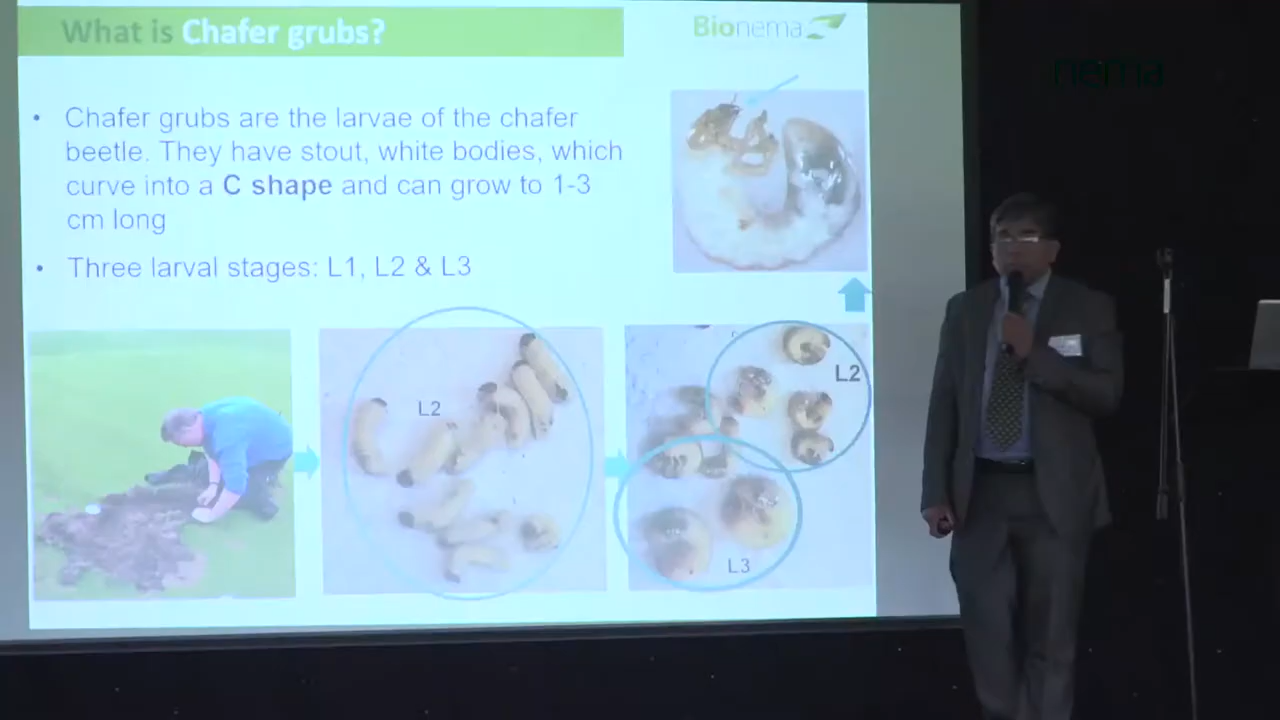 What is Chafer grubs?
Bionema
nema
• Chafer grubs are the larvae of the chafer
beetle. They have stout, white bodies, which
curve into a C shape and can grow to 1-3
cm long
• Three larval stages: L1, L2 & L3
L2
L2
L3